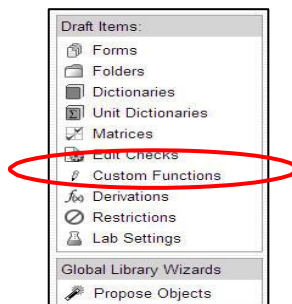 Draft Items:
Forms
Folders
Dictionaries
Unit Dictionaries
Matrices
Edit Checks
Custom Functions
Derivations
Restrictions
Lab Settings
Global Library Wizards
Propose Objects